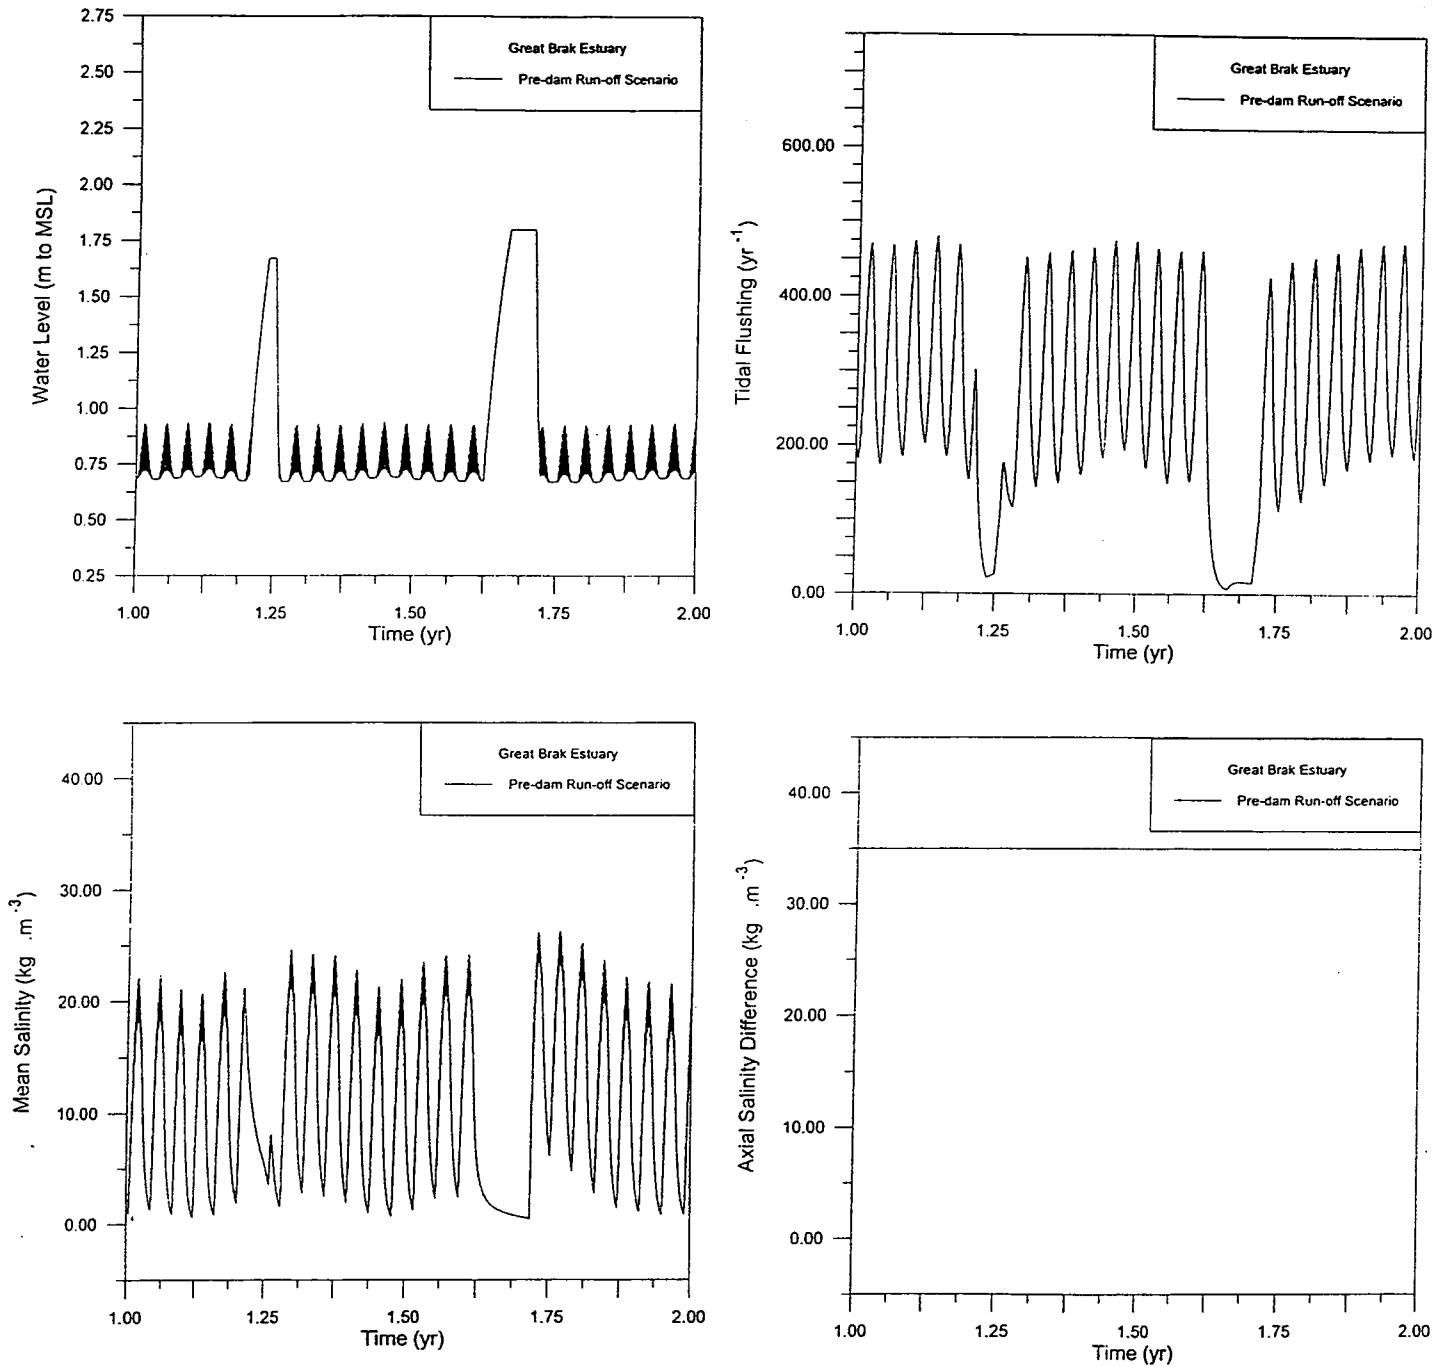 Great Brak Estuary
Pre-dam Run-off Scenario
Water Level (m to MSL)
2.75
2.50
2.25
2.00
1.75
1.50
1.25
1.00
0.75
0.50
0.25
1.00
1.25
1.50
1.75
2.00
Time (yr)
Great Brak Estuary
Pre-dam Run-off Scenario
Tidal Flushing (yr⁻¹)
600.00
400.00
200.00
0.00
1.00
1.25
1.50
1.75
2.00
Time (yr)
Great Brak Estuary
Pre-dam Run-off Scenario
Mean Salinity (kg .m⁻³)
40.00
30.00
20.00
10.00
0.00
1.00
1.25
1.50
1.75
2.00
Time (yr)
Great Brak Estuary
Pre-dam Run-off Scenario
Axial Salinity Difference (kg .m⁻³)
40.00
30.00
20.00
10.00
0.00
1.00
1.25
1.50
1.75
2.00
Time (yr)